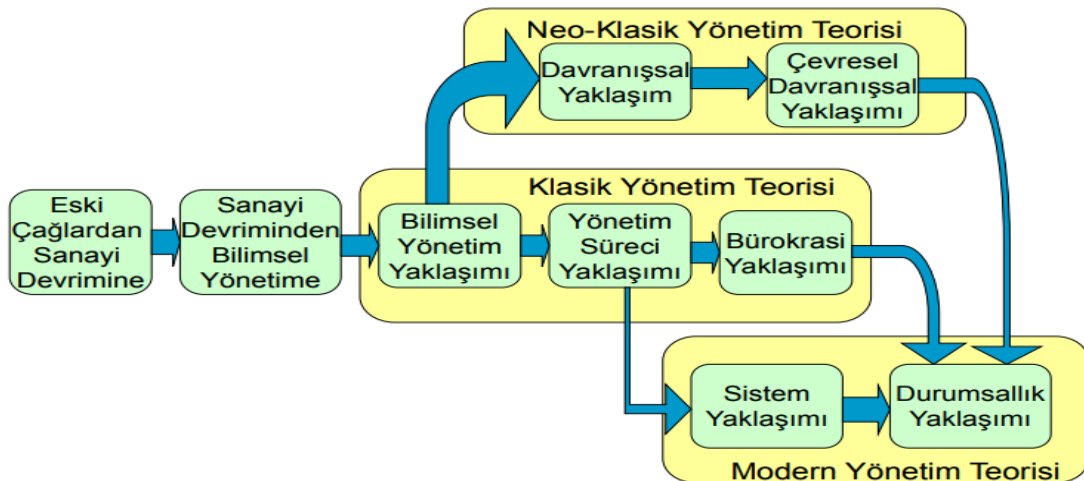 Neo-Klasik Yönetim Teorisi
Davranışsal
Yaklaşım
Çevresel
Davranışsal
Yaklaşımı
Klasik Yönetim Teorisi
Eski
Çağlardan
Sanayi
Devrimine
Sanayi
Devriminden
Bilimsel
Yönetime
Bilimsel
Yönetim
Yaklaşımı
Yönetim
Süreci
Yaklaşımı
Bürokrasi
Yaklaşımı
Sistem
Yaklaşımı
Durumsallık
Yaklaşımı
Modern Yönetim Teorisi